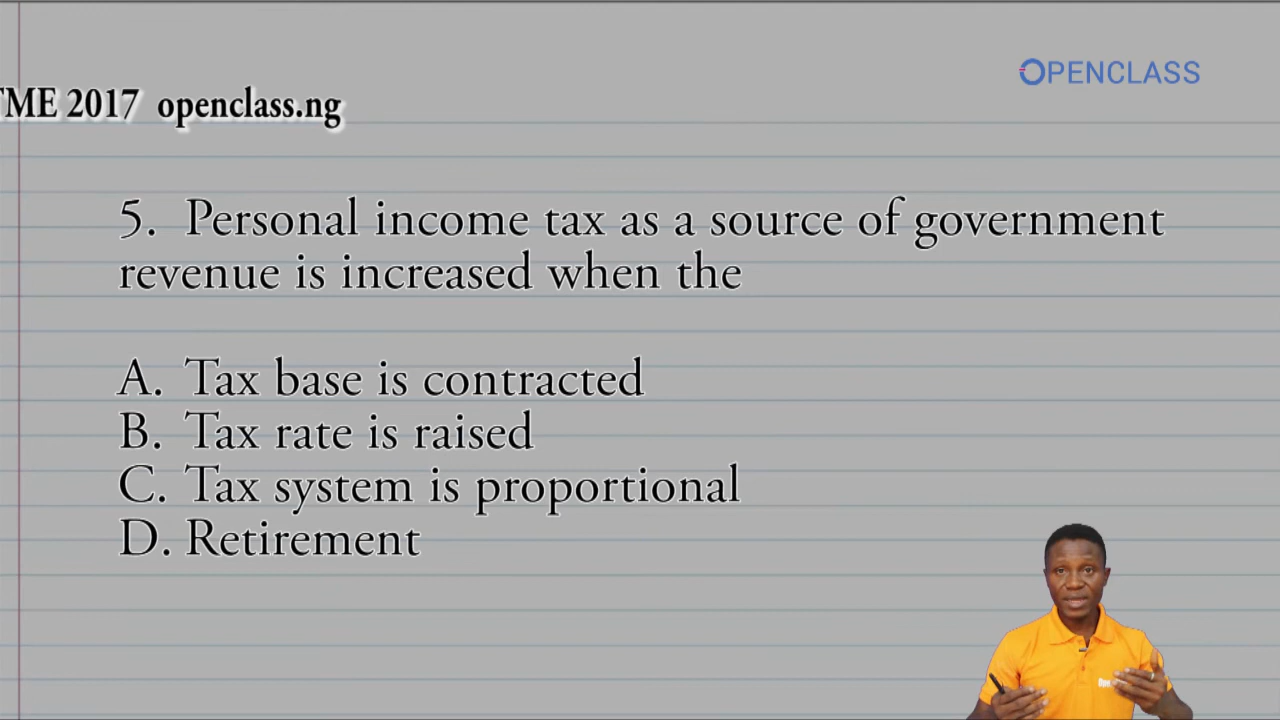 OPENCLASS
TME 2017 openclass.ng
5. Personal income tax as a source of government
revenue is increased when the
A. Tax base is contracted
B. Tax rate is raised
C. Tax system is proportional
D. Retirement